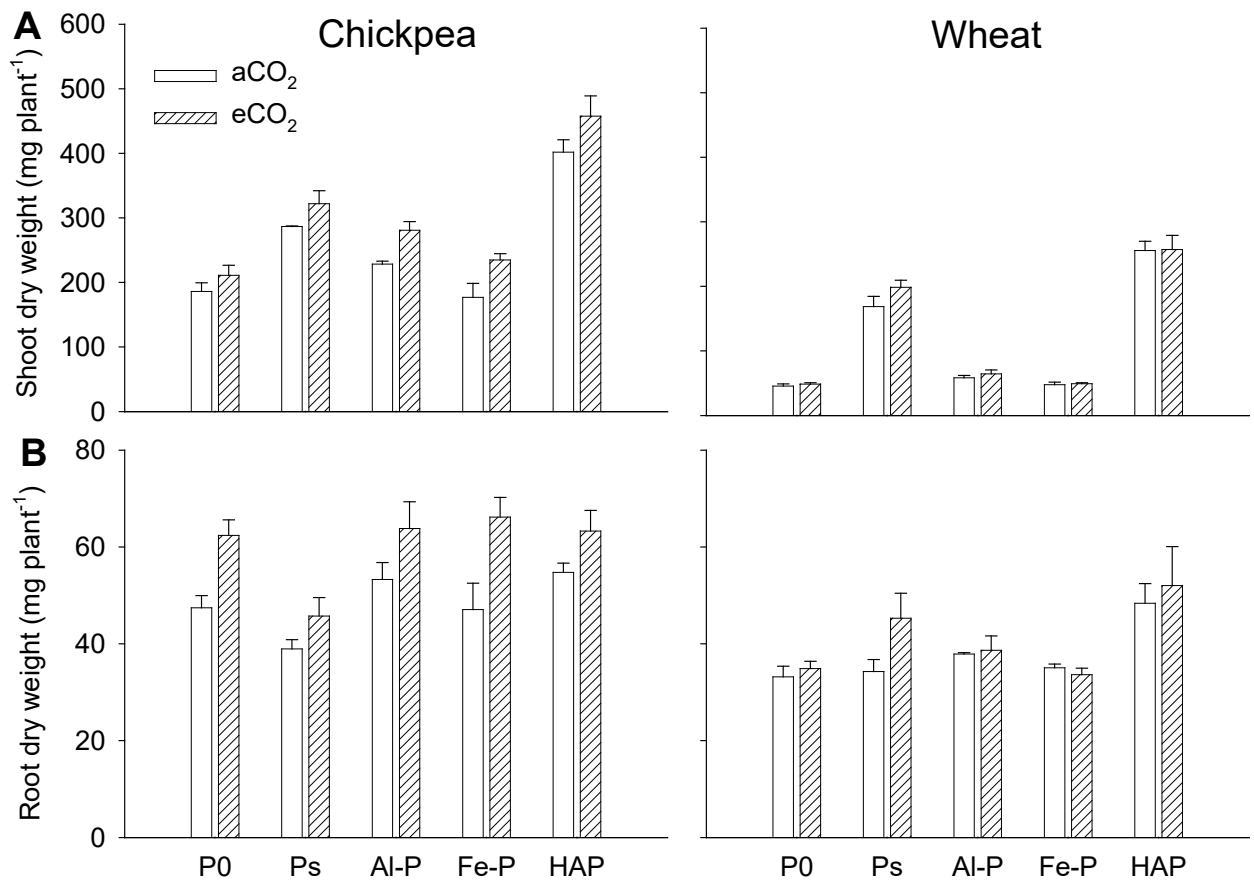 A
Chickpea
Wheat
aCO₂
eCO₂
Shoot dry weight (mg plant⁻¹)
600
500
400
300
200
100
0
B
Root dry weight (mg plant⁻¹)
80
60
40
20
0
P0 Ps Al-P Fe-P HAP
P0 Ps Al-P Fe-P HAP